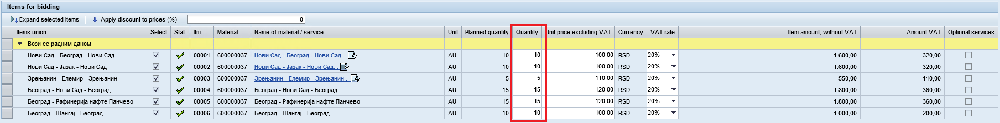 Items for bidding
Expand selected items Apply discount to prices (%): 0
Items union Select Stat. Itm. Material Name of material / service Unit Planned quantity Quantity Unit price excluding VAT Currency VAT rate Item amount, without VAT Amount VAT Optional services
Вози се радним даном
Нови Сад - Београд - Нови Сад 00001 600000037 Нови Сад - Београд - Нови Сад... AU 10 10 100,00 RSD 20% 1.600,00 320,00
Нови Сад - Јазак - Нови Сад 00002 600000037 Нови Сад - Јазак - Нови Сад... AU 10 10 100,00 RSD 20% 1.600,00 320,00
Зрењанин - Елемир - Зрењанин 00003 600000037 Зрењанин - Елемир - Зрењанин... AU 5 5 110,00 RSD 20% 550,00 110,00
Београд - Нови Сад - Београд 00004 600000037 Београд - Нови Сад - Београд AU 15 15 120,00 RSD 20% 1.800,00 360,00
Београд - Рафинерија нафте Панчево 00005 600000037 Београд - Рафинерија нафте Панчево AU 15 15 120,00 RSD 20% 1.800,00 360,00
Београд - Шангај - Београд 00006 600000037 Београд - Шангај - Београд AU 10 10 100,00 RSD 20% 1.000,00 200,00